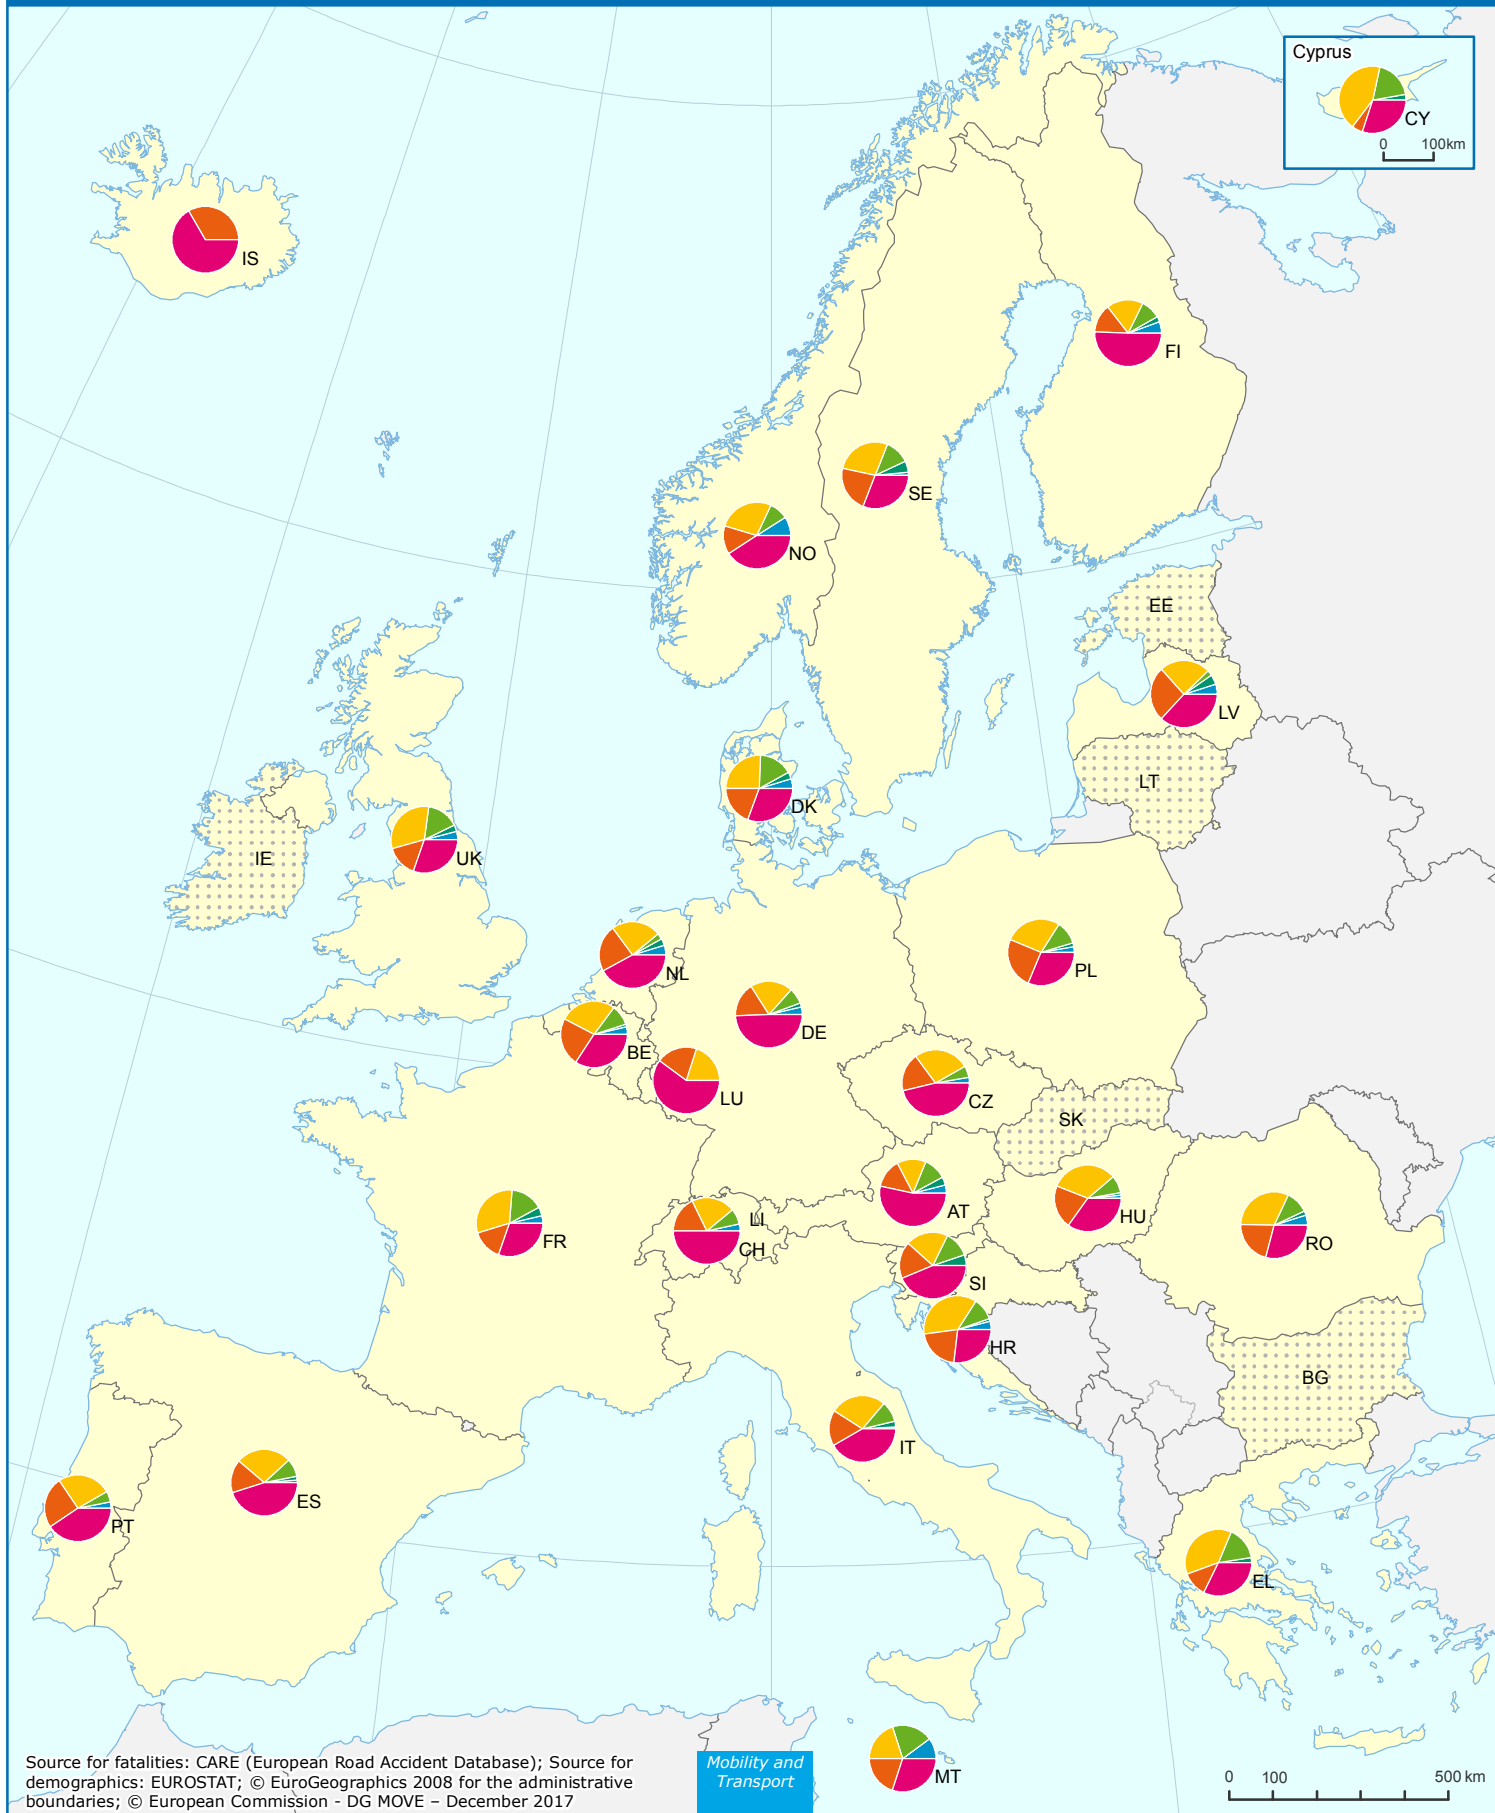 Cyprus
CY
0 100km
IS
FI
SE
NO
EE
LV
LT
DK
IE
UK
NL
PL
DE
BE
LU
CZ
SK
FR
LI
CH
AT
HU
RO
SI
HR
BG
IT
ES
PT
EL
MT
Source for fatalities: CARE (European Road Accident Database); Source for
demographics: EUROSTAT; © EuroGeographics 2008 for the administrative
boundaries; © European Commission - DG MOVE – December 2017
Mobility and
Transport
0 100 500 km